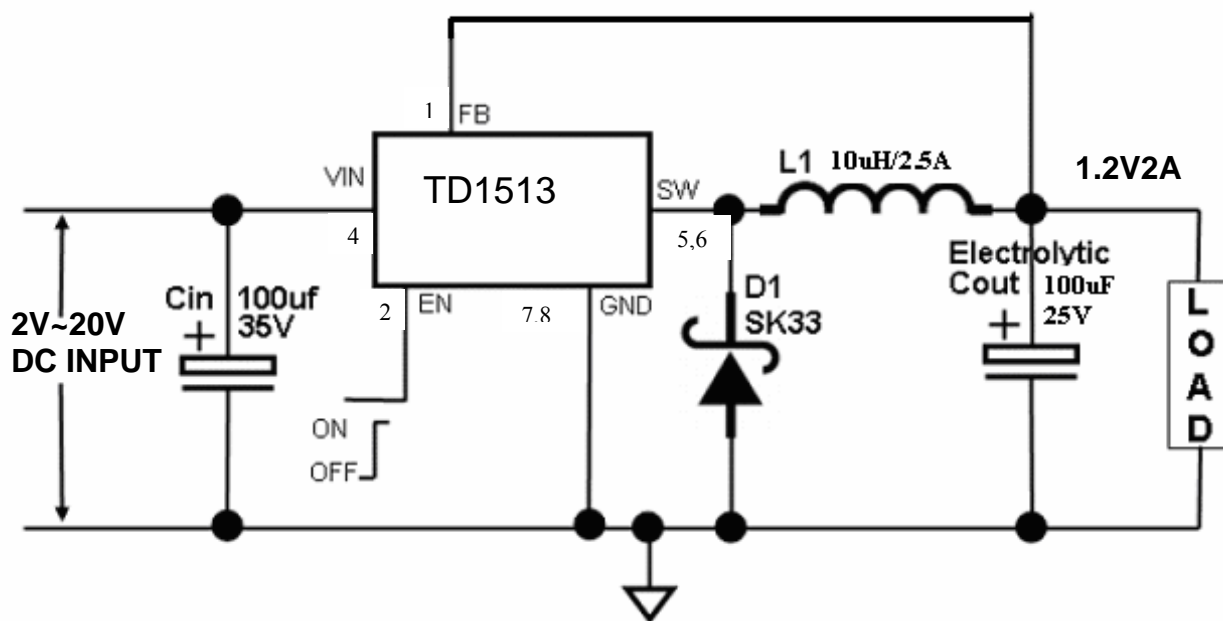 1
FB
VIN
TD1513
SW
L1
10uH/2.5A
1.2V2A
4
5,6
Electrolytic
Cin
100uf
35V
2
EN
7.8
GND
D1
SK33
Cout
100uF
25V
2V~20V
DC INPUT
LOAD
ON
OFF